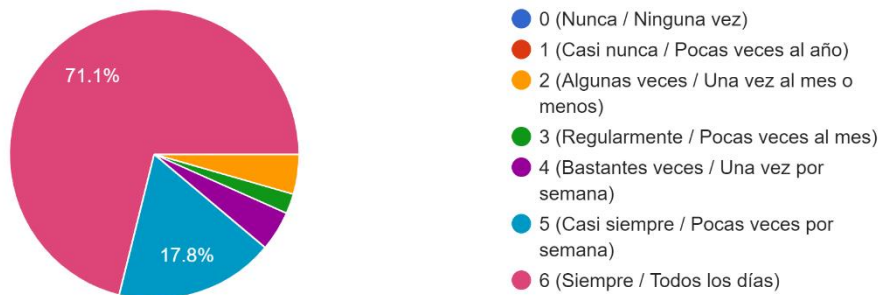 71.1%
17.8%
0 (Nunca / Ninguna vez)
1 (Casi nunca / Pocas veces al año)
2 (Algunas veces / Una vez al mes o
menos)
3 (Regularmente / Pocas veces al mes)
4 (Bastantes veces / Una vez por
semana)
5 (Casi siempre / Pocas veces por
semana)
6 (Siempre / Todos los días)